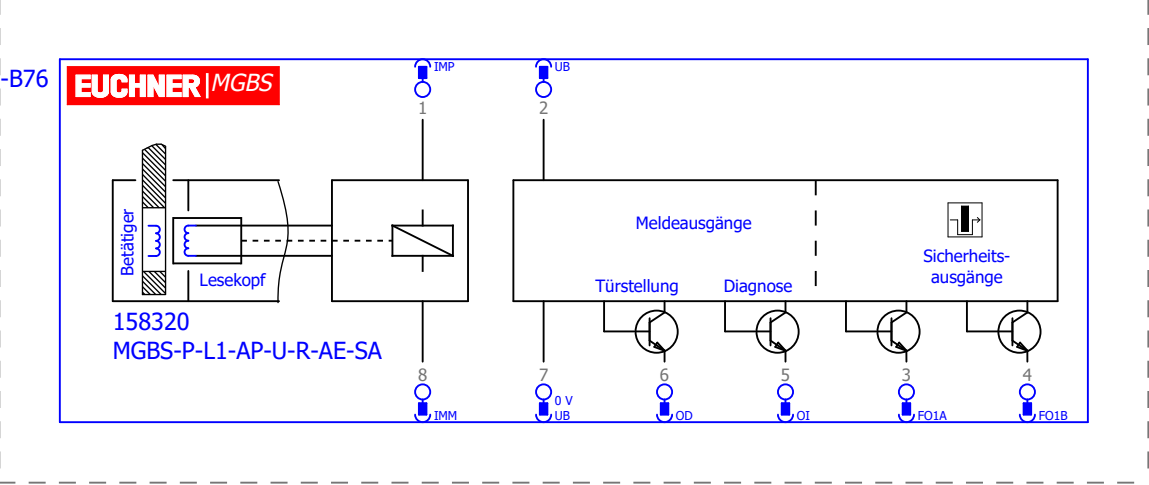 -B76
EUCHNER | MGBS
IMP
UB
1
2
Betätiger
Lesekopf
Meldeausgänge
Türstellung
Diagnose
Sicherheits-
ausgänge
158320
MGBS-P-L1-AP-U-R-AE-SA
8
7
6
5
3
4
IMM
0 V
UB
OD
OI
FO1A
FO1B